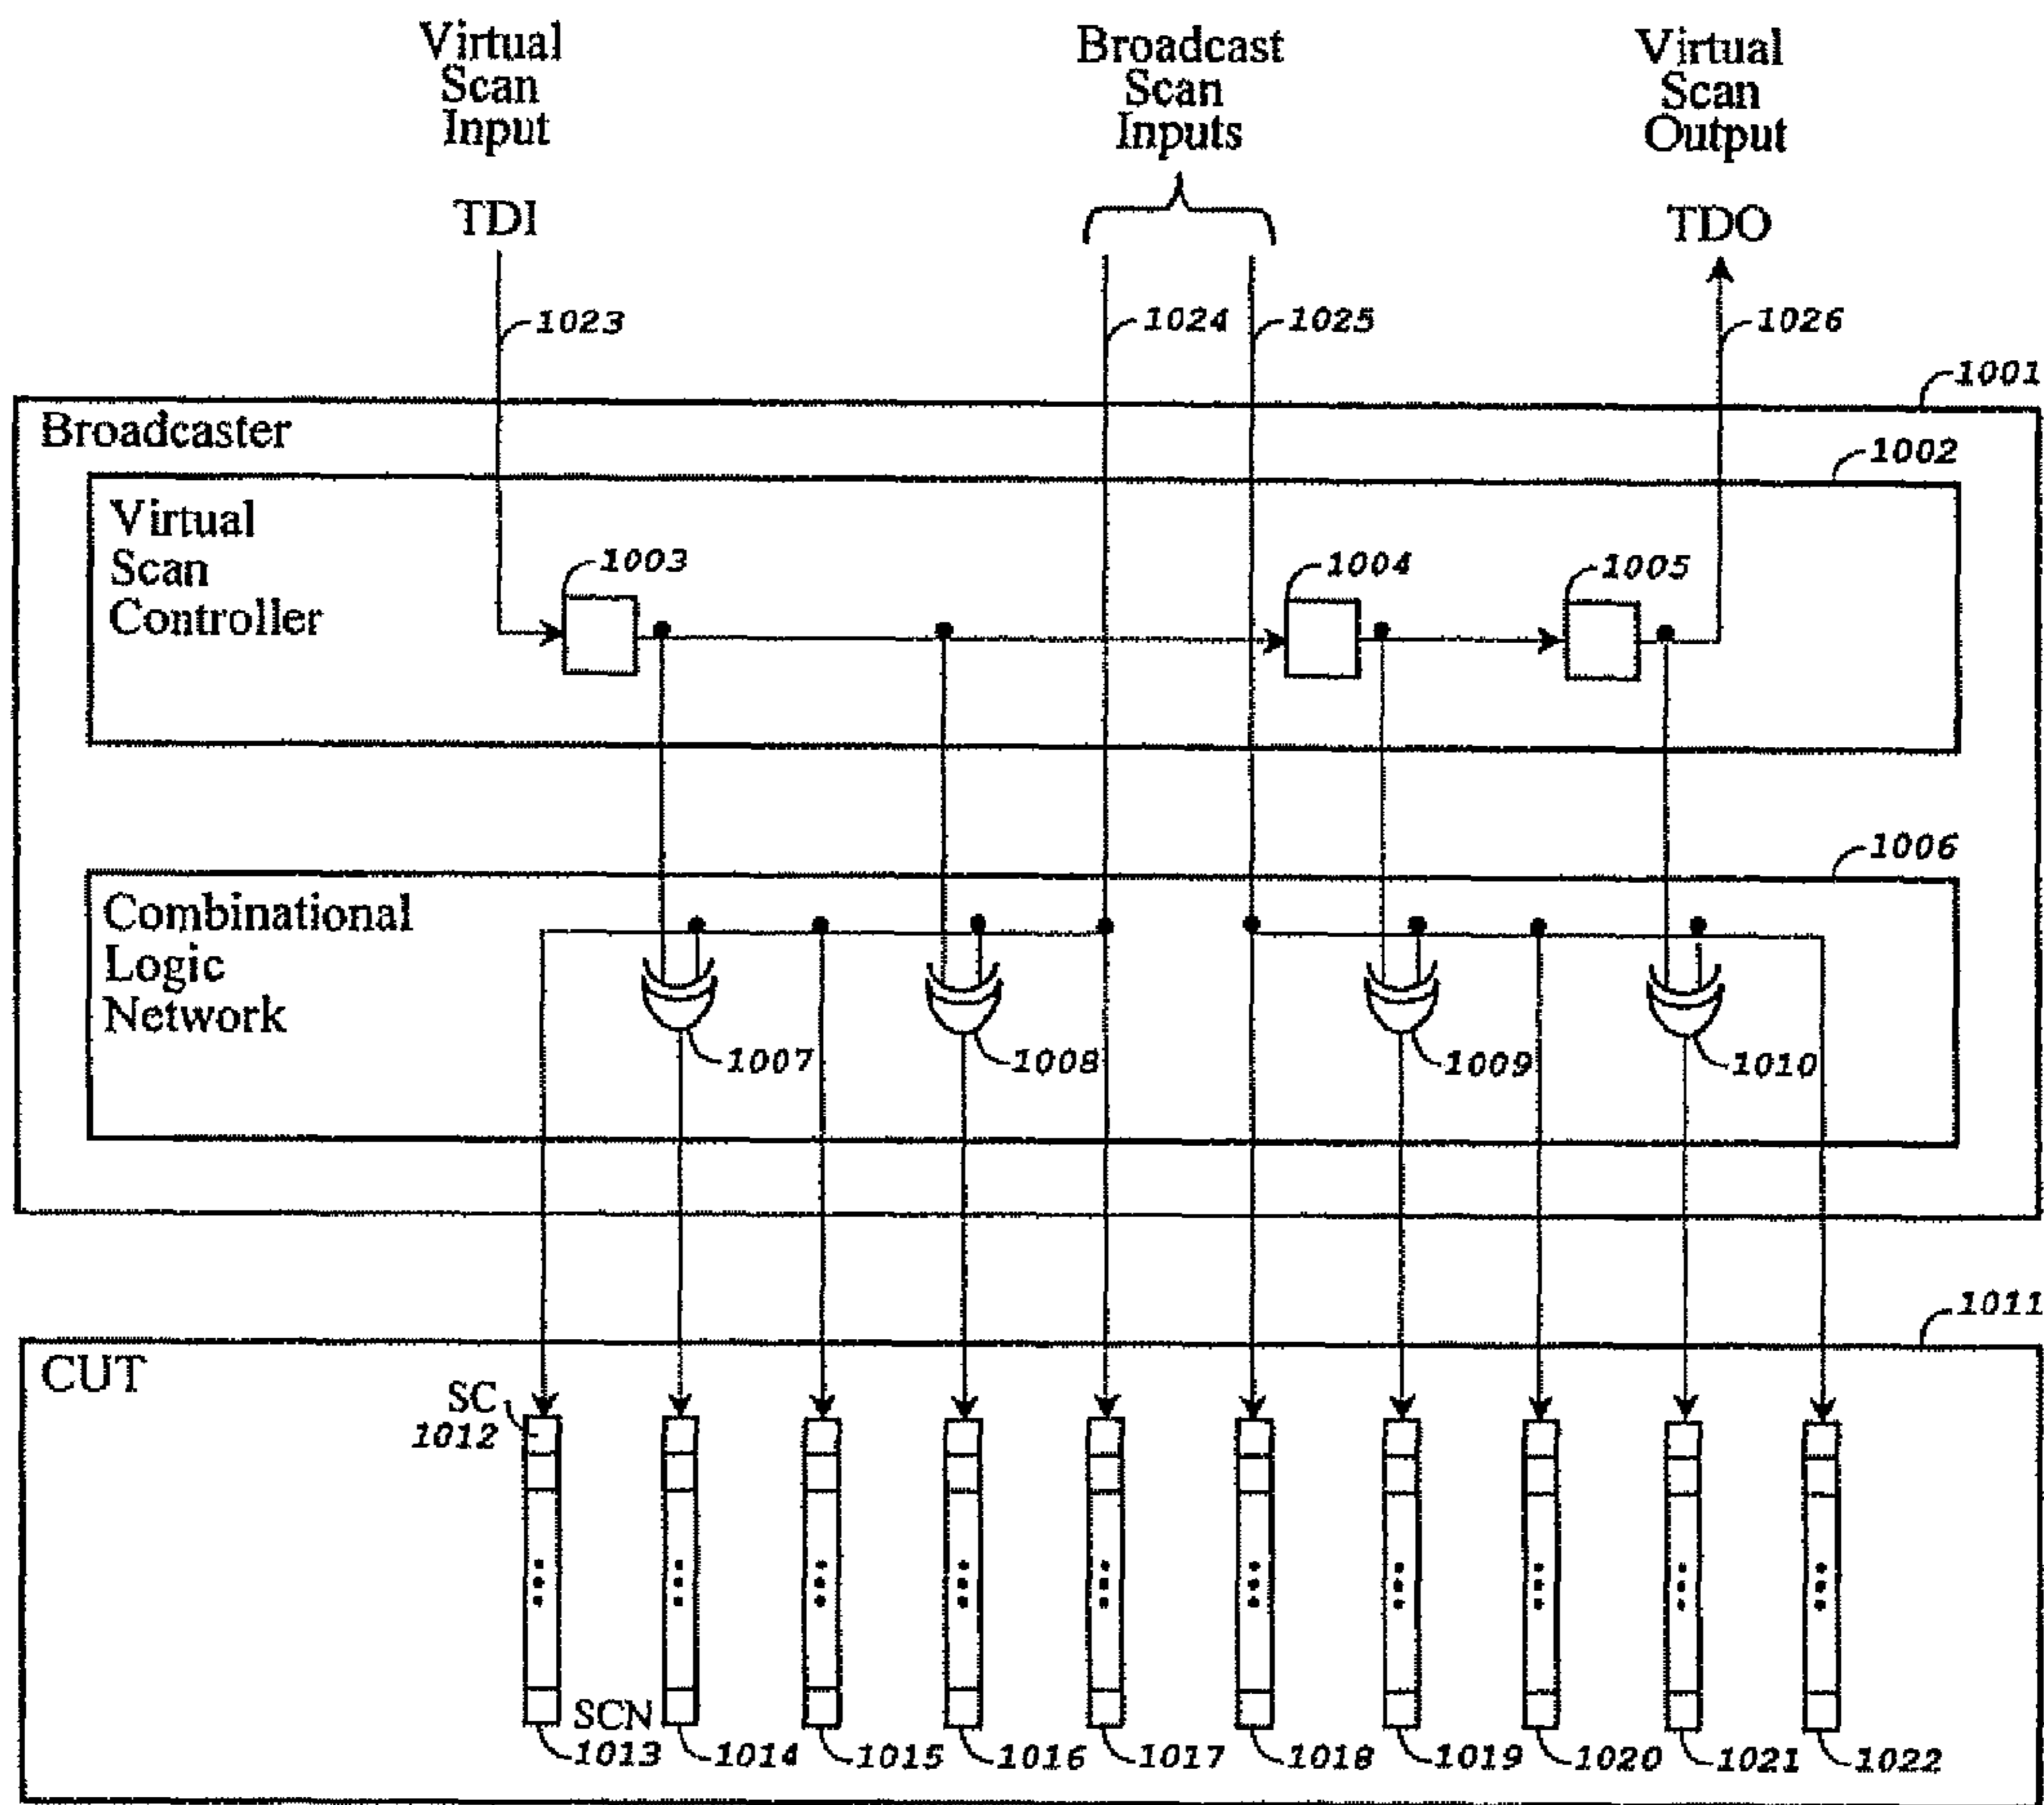 Virtual
Scan
Input
Broadcast
Scan
Inputs
Virtual
Scan
Output
TDI
TDO
1023
1024
1025
1026
1001
Broadcaster
1002
Virtual
Scan
Controller
1003
1004
1005
1006
Combinational
Logic
Network
1007
1008
1009
1010
1011
CUT
SC
1012
SCN
1013
1014
1015
1016
1017
1018
1019
1020
1021
1022